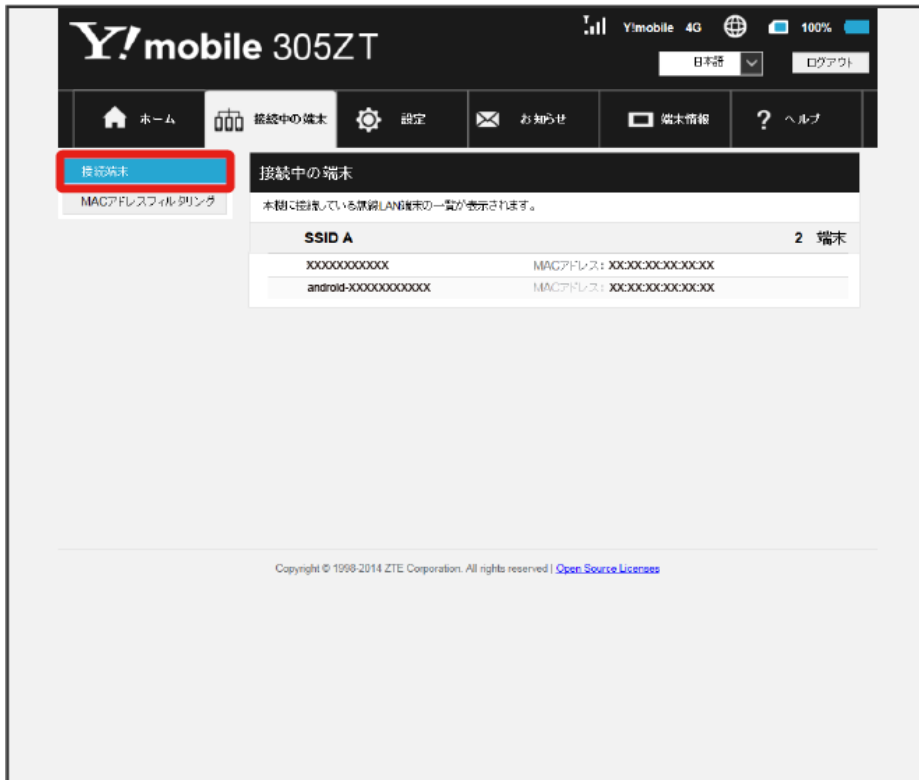 Y! mobile 305ZT
Y!mobile 4G 100%
日本語
ログアウト
ホーム
接続中の端末
設定
お知らせ
端末情報
? ヘルプ
接続端末
MACアドレスフィルタリング
接続中の端末
本機に接続している無線LAN端末の一覧が表示されます。
SSID A 2 端末
XXXXXXXXXXX MACアドレス: XX:XX:XX:XX:XX:XX
android-XXXXXXXXXXXX MACアドレス: XX:XX:XX:XX:XX:XX
Copyright © 1998-2014 ZTE Corporation. All rights reserved | Open Source Licenses